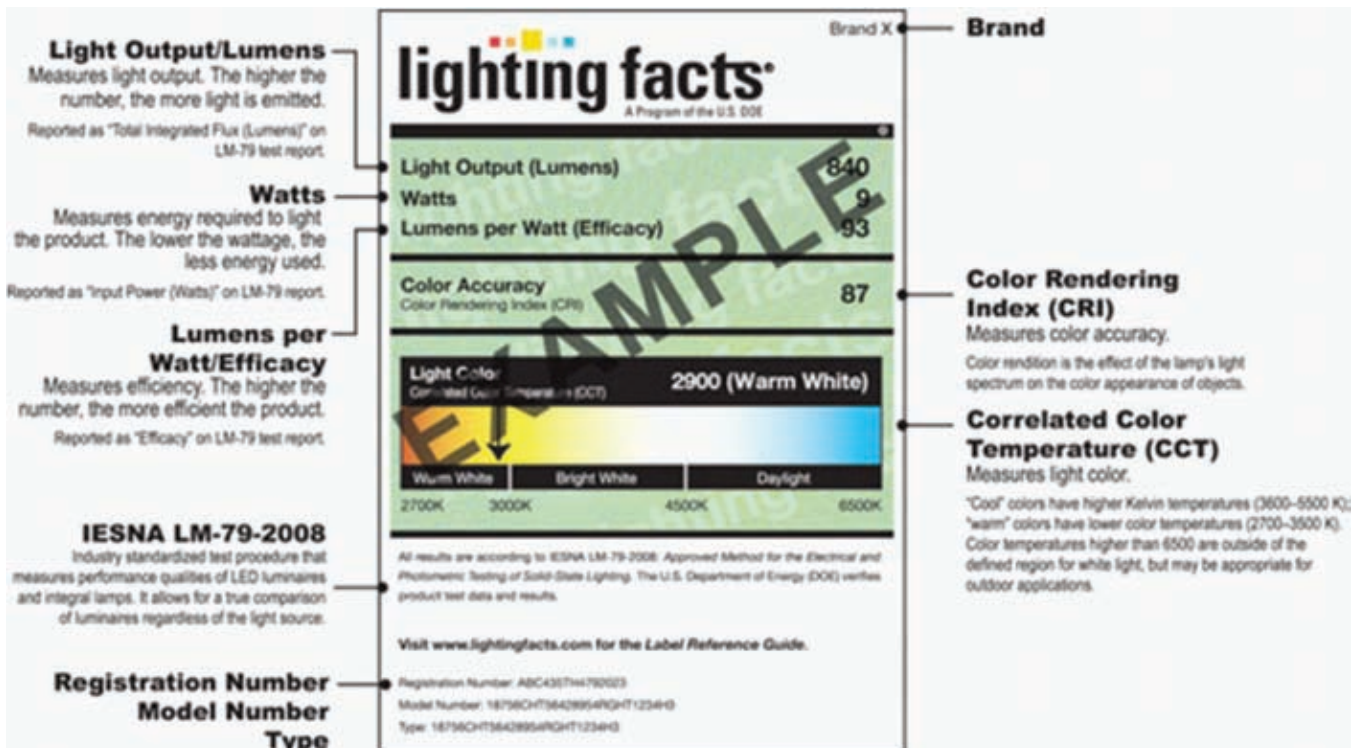 Light Output/Lumens
Measures light output. The higher the
number, the more light is emitted.
Reported as "Total Integrated Flux (Lumens)" on
LM-79 test report.
Watts
Measures energy required to light
the product. The lower the wattage, the
less energy used.
Reported as "Input Power (Watts)" on LM-79 report.
Lumens per
Watt/Efficacy
Measures efficiency. The higher the
number, the more efficient the product.
Reported as "Efficacy" on LM-79 test report.
IESNA LM-79-2008
Industry standardized test procedure that
measures performance qualities of LED luminaires
and integral lamps. It allows for a true comparison
of luminaires regardless of the light source.
Registration Number
Model Number
Type
Brand X
lighting facts
A Program of the U.S. DOE
Light Output (Lumens) 840
Watts 9
Lumens per Watt (Efficacy) 93
Color Accuracy
Color Rendering Index (CRI)
87
Light Color
Correlated Color Temperature (CCT)
2900 (Warm White)
Warm White Bright White Daylight
2700K 3000K 4500K 6500K
EXAMPLE
All results are according to IESNA LM-79-2008: Approved Method for the Electrical and
Photometric Testing of Solid-State Lighting. The U.S. Department of Energy (DOE) verifies
product test data and results.
Visit www.lightingfacts.com for the Label Reference Guide.
Registration Number:
Model Number: 18756CHT56428954RGHT1234H3
Type: 18756CHT56428954RGHT1234H3
Brand
Color Rendering
Index (CRI)
Measures color accuracy.
Color rendition is the effect of the lamp's light
spectrum on the color appearance of objects.
Correlated Color
Temperature (CCT)
Measures light color.
"Cool" colors have higher Kelvin temperatures (3600–5500 K);
"warm" colors have lower color temperatures (2700–3500 K).
Color temperatures higher than 6500 are outside of the
defined region for white light, but may be appropriate for
outdoor applications.